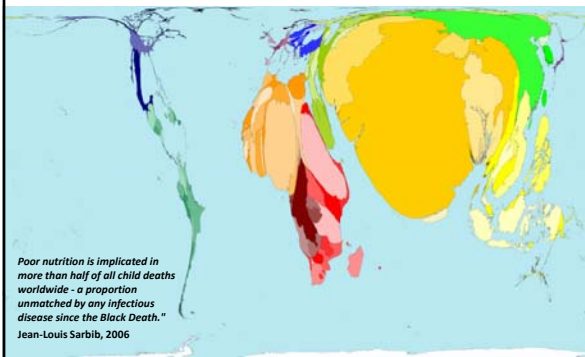 Poor nutrition is implicated in
more than half of all child deaths
worldwide - a proportion
unmatched by any infectious
disease since the Black Death."
Jean-Louis Sarbib, 2006